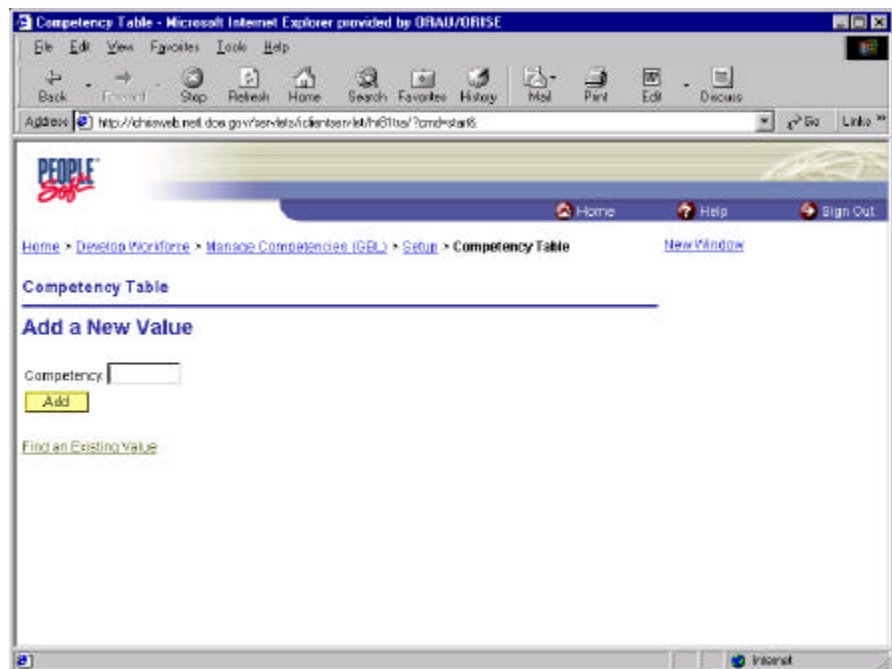 Competency Table - Microsoft Internet Explorer provided by ORAU/ORISE
File Edit View Favorites Tools Help
Back Forward Stop Refresh Home Search Favorites History Mail Print Edit Discuss
Address Go Links »
PEOPLE
Soft
Home Help Sign Out
Home > Develop Workforce > Manage Competencies (GBL) > Setup > Competency Table New Window
Competency Table
Add a New Value
Competency:
Add
Find an Existing Value
Internet